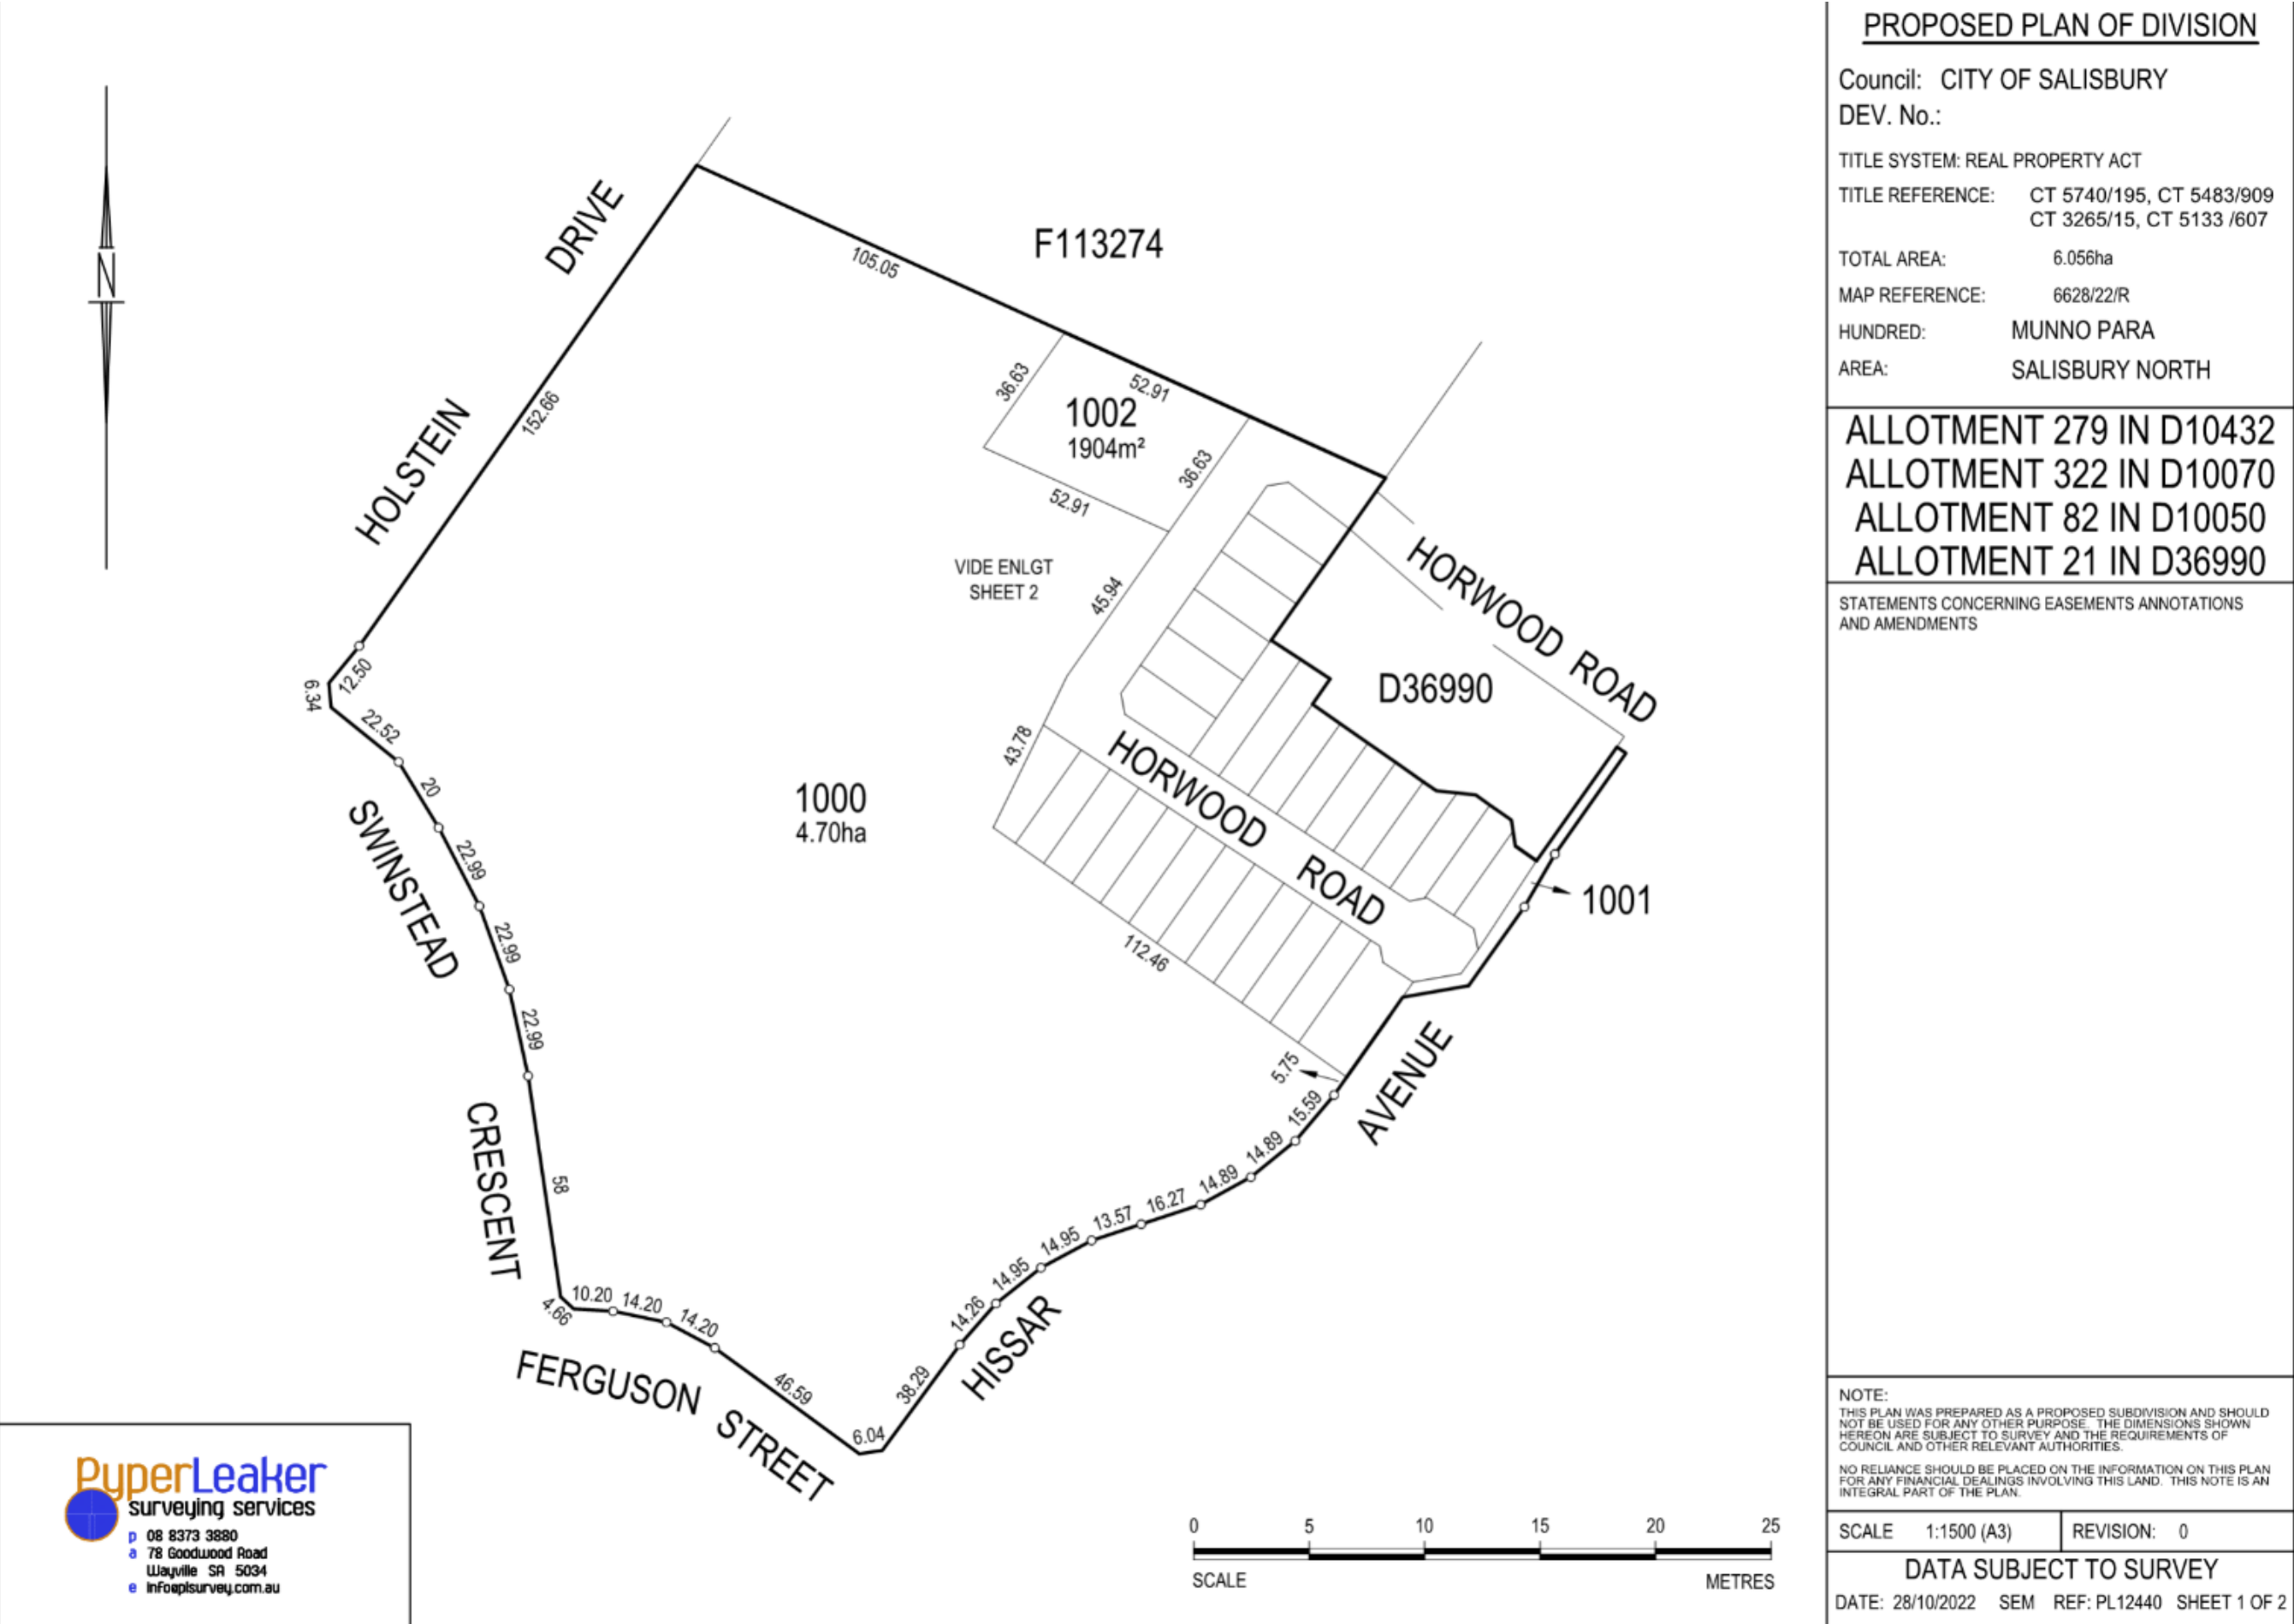 PROPOSED PLAN OF DIVISION
Council: CITY OF SALISBURY
DEV. No.:
TITLE SYSTEM: REAL PROPERTY ACT
TITLE REFERENCE: CT 5740/195, CT 5483/909
CT 3265/15, CT 5133 /607
TOTAL AREA: 6.056ha
MAP REFERENCE: 6628/22/R
HUNDRED: MUNNO PARA
AREA: SALISBURY NORTH
ALLOTMENT 279 IN D10432
ALLOTMENT 322 IN D10070
ALLOTMENT 82 IN D10050
ALLOTMENT 21 IN D36990
STATEMENTS CONCERNING EASEMENTS ANNOTATIONS
AND AMENDMENTS
N
HOLSTEIN DRIVE
152.66
105.05
F113274
52.91
36.63
1002
1904m²
36.63
52.91
VIDE ENLGT
SHEET 2
45.94
43.78
HORWOOD ROAD
D36990
HORWOOD ROAD
1001
1000
4.70ha
112.46
12.50
6.34
22.52
20
22.99
22.99
22.99
58
SWINSTEAD CRESCENT
4.66
10.20
14.20
14.20
46.59
6.04
FERGUSON STREET
38.29
14.26
14.95
14.95
13.57
16.27
14.89
14.89
15.59
5.75
HISSAR AVENUE
PyperLeaker
surveying services
p 08 8373 3880
a 78 Goodwood Road
Wayville SA 5034
e info@plsurvey.com.au
0 5 10 15 20 25
SCALE METRES
NOTE:
THIS PLAN WAS PREPARED AS A PROPOSED SUBDIVISION AND SHOULD
NOT BE USED FOR ANY OTHER PURPOSE. THE DIMENSIONS SHOWN
HEREON ARE SUBJECT TO SURVEY AND THE REQUIREMENTS OF
COUNCIL AND OTHER RELEVANT AUTHORITIES.
NO RELIANCE SHOULD BE PLACED ON THE INFORMATION ON THIS PLAN
FOR ANY FINANCIAL DEALINGS INVOLVING THIS LAND. THIS NOTE IS AN
INTEGRAL PART OF THE PLAN.
SCALE 1:1500 (A3) REVISION: 0
DATA SUBJECT TO SURVEY
DATE: 28/10/2022 SEM REF: PL12440 SHEET 1 OF 2